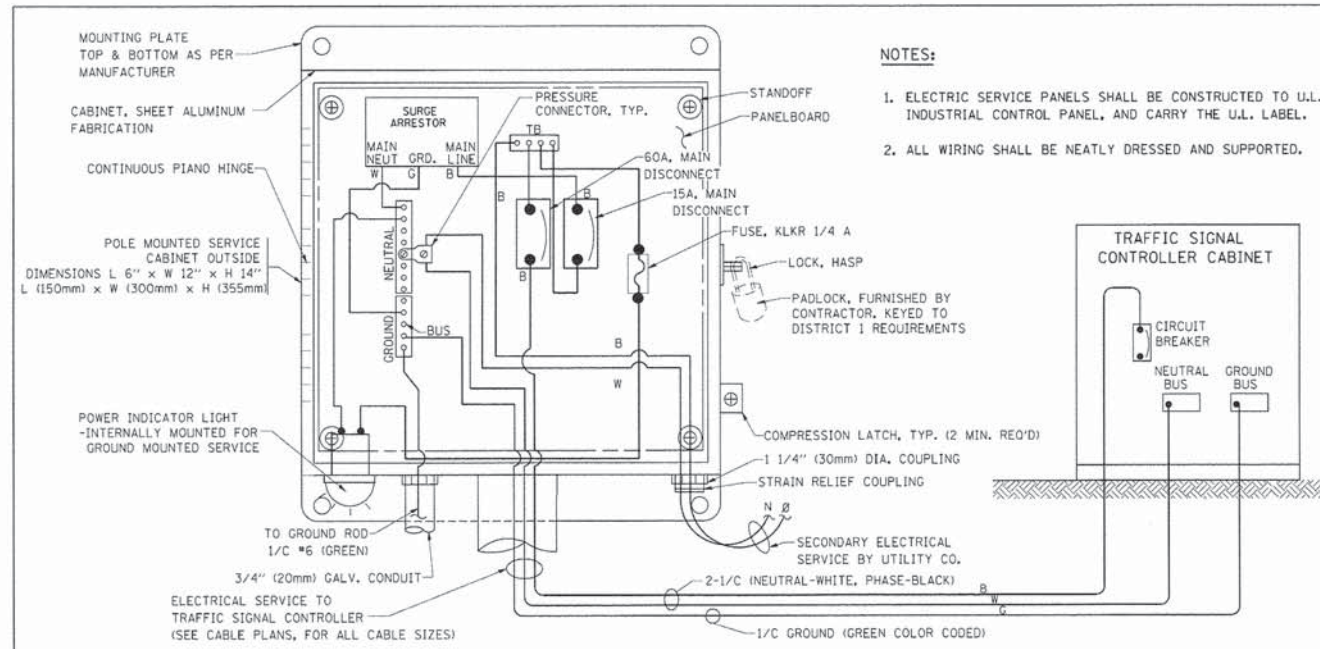 MOUNTING PLATE
TOP & BOTTOM AS PER
MANUFACTURER
CABINET, SHEET ALUMINUM
FABRICATION
CONTINUOUS PIANO HINGE
POLE MOUNTED SERVICE
CABINET OUTSIDE
DIMENSIONS L 6" x W 12" x H 14"
L (150mm) x W (300mm) x H (355mm)
POWER INDICATOR LIGHT
-INTERNALLY MOUNTED FOR
GROUND MOUNTED SERVICE
TO GROUND ROD
1/C #6 (GREEN)
3/4" (20mm) GALV. CONDUIT
ELECTRICAL SERVICE TO
TRAFFIC SIGNAL CONTROLLER
(SEE CABLE PLANS, FOR ALL CABLE SIZES)
SURGE
ARRESTOR
MAIN
NEUT
GRD.
MAIN
LINE
W
G
B
PRESSURE
CONNECTOR, TYP.
TB
NEUTRAL
GROUND
BUS
B
B
B
B
W
STANDOFF
PANELBOARD
60A, MAIN
DISCONNECT
15A, MAIN
DISCONNECT
FUSE, KLKR 1/4 A
LOCK, HASP
PADLOCK, FURNISHED BY
CONTRACTOR. KEYED TO
DISTRICT 1 REQUIREMENTS
COMPRESSION LATCH, TYP. (2 MIN. REQ'D)
1 1/4" (30mm) DIA. COUPLING
STRAIN RELIEF COUPLING
N Ø
SECONDARY ELECTRICAL
SERVICE BY UTILITY CO.
2-1/C (NEUTRAL-WHITE, PHASE-BLACK)
B
W
G
1/C GROUND (GREEN COLOR CODED)
NOTES:
1. ELECTRIC SERVICE PANELS SHALL BE CONSTRUCTED TO U.L.
INDUSTRIAL CONTROL PANEL, AND CARRY THE U.L. LABEL.
2. ALL WIRING SHALL BE NEATLY DRESSED AND SUPPORTED.
TRAFFIC SIGNAL
CONTROLLER CABINET
CIRCUIT
BREAKER
NEUTRAL
BUS
GROUND
BUS